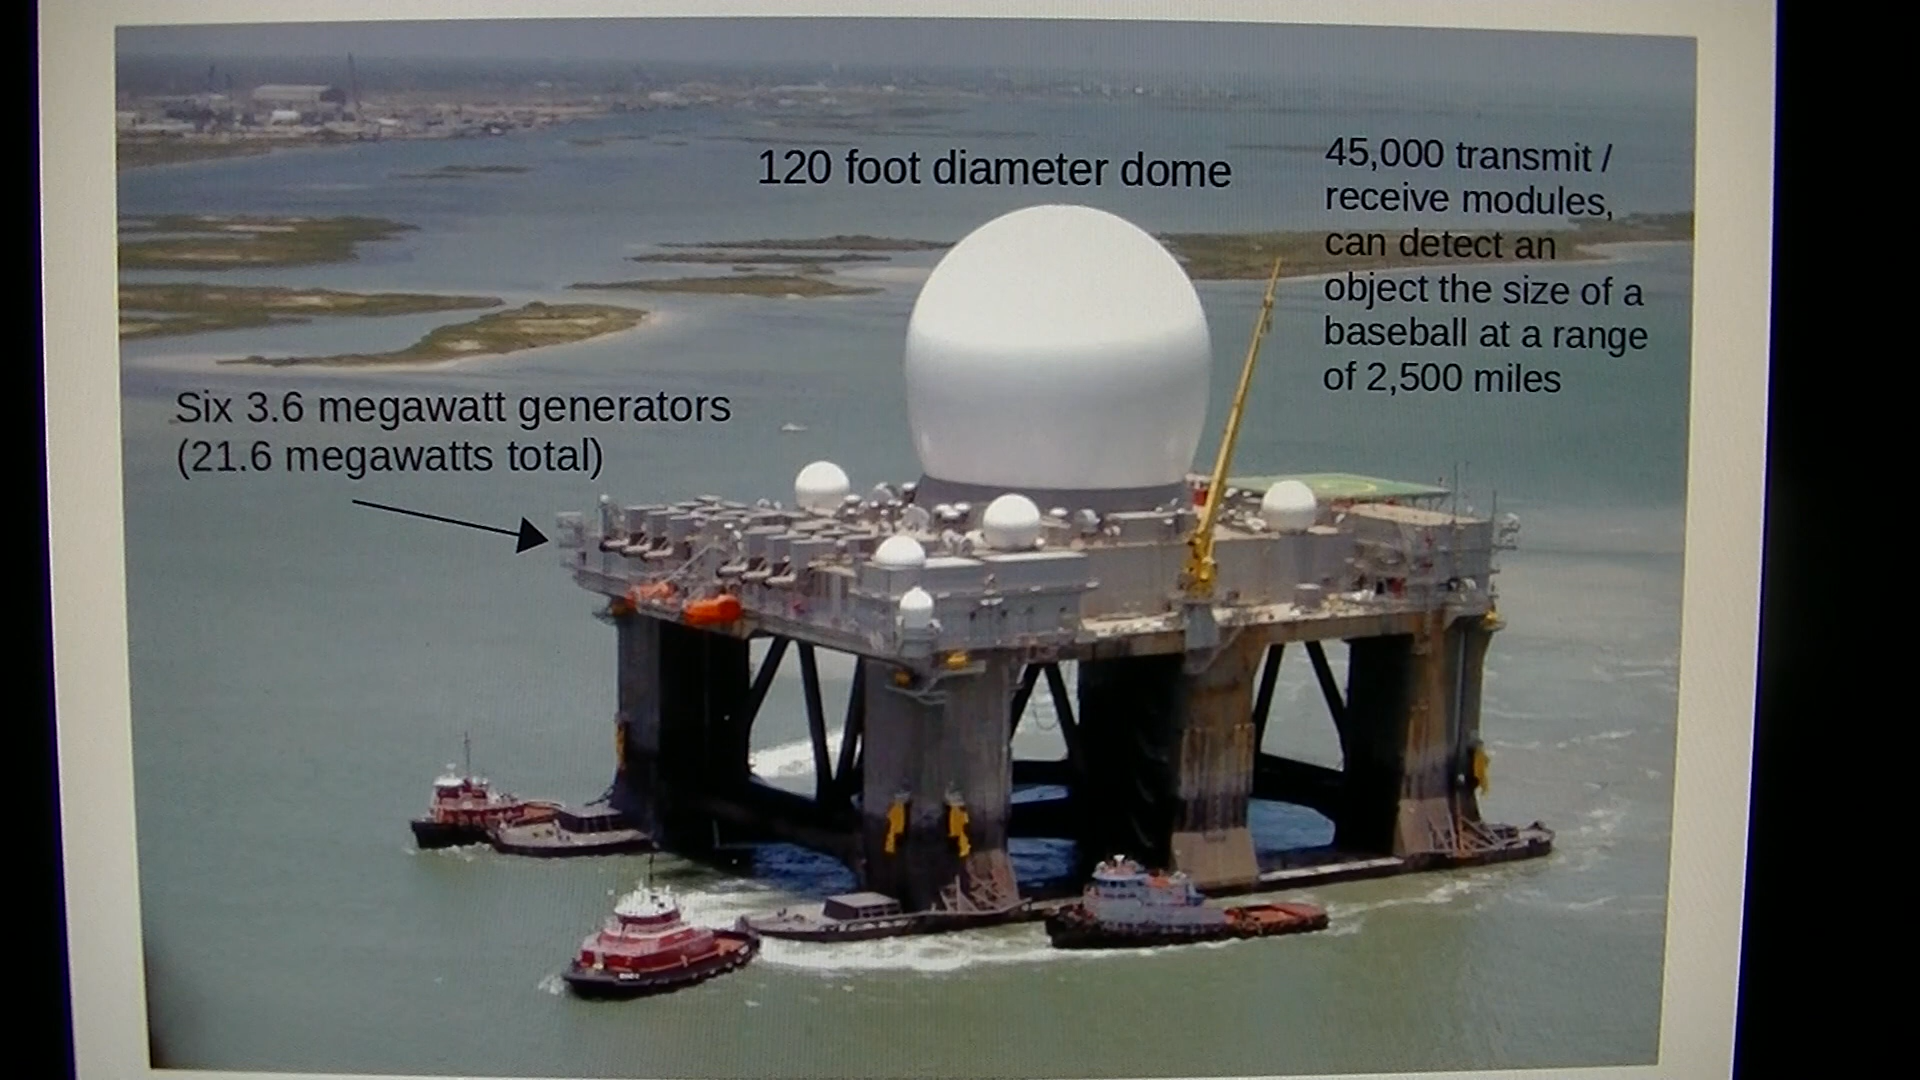 120 foot diameter dome
45,000 transmit /
receive modules,
can detect an
object the size of a
baseball at a range
of 2,500 miles
Six 3.6 megawatt generators
(21.6 megawatts total)